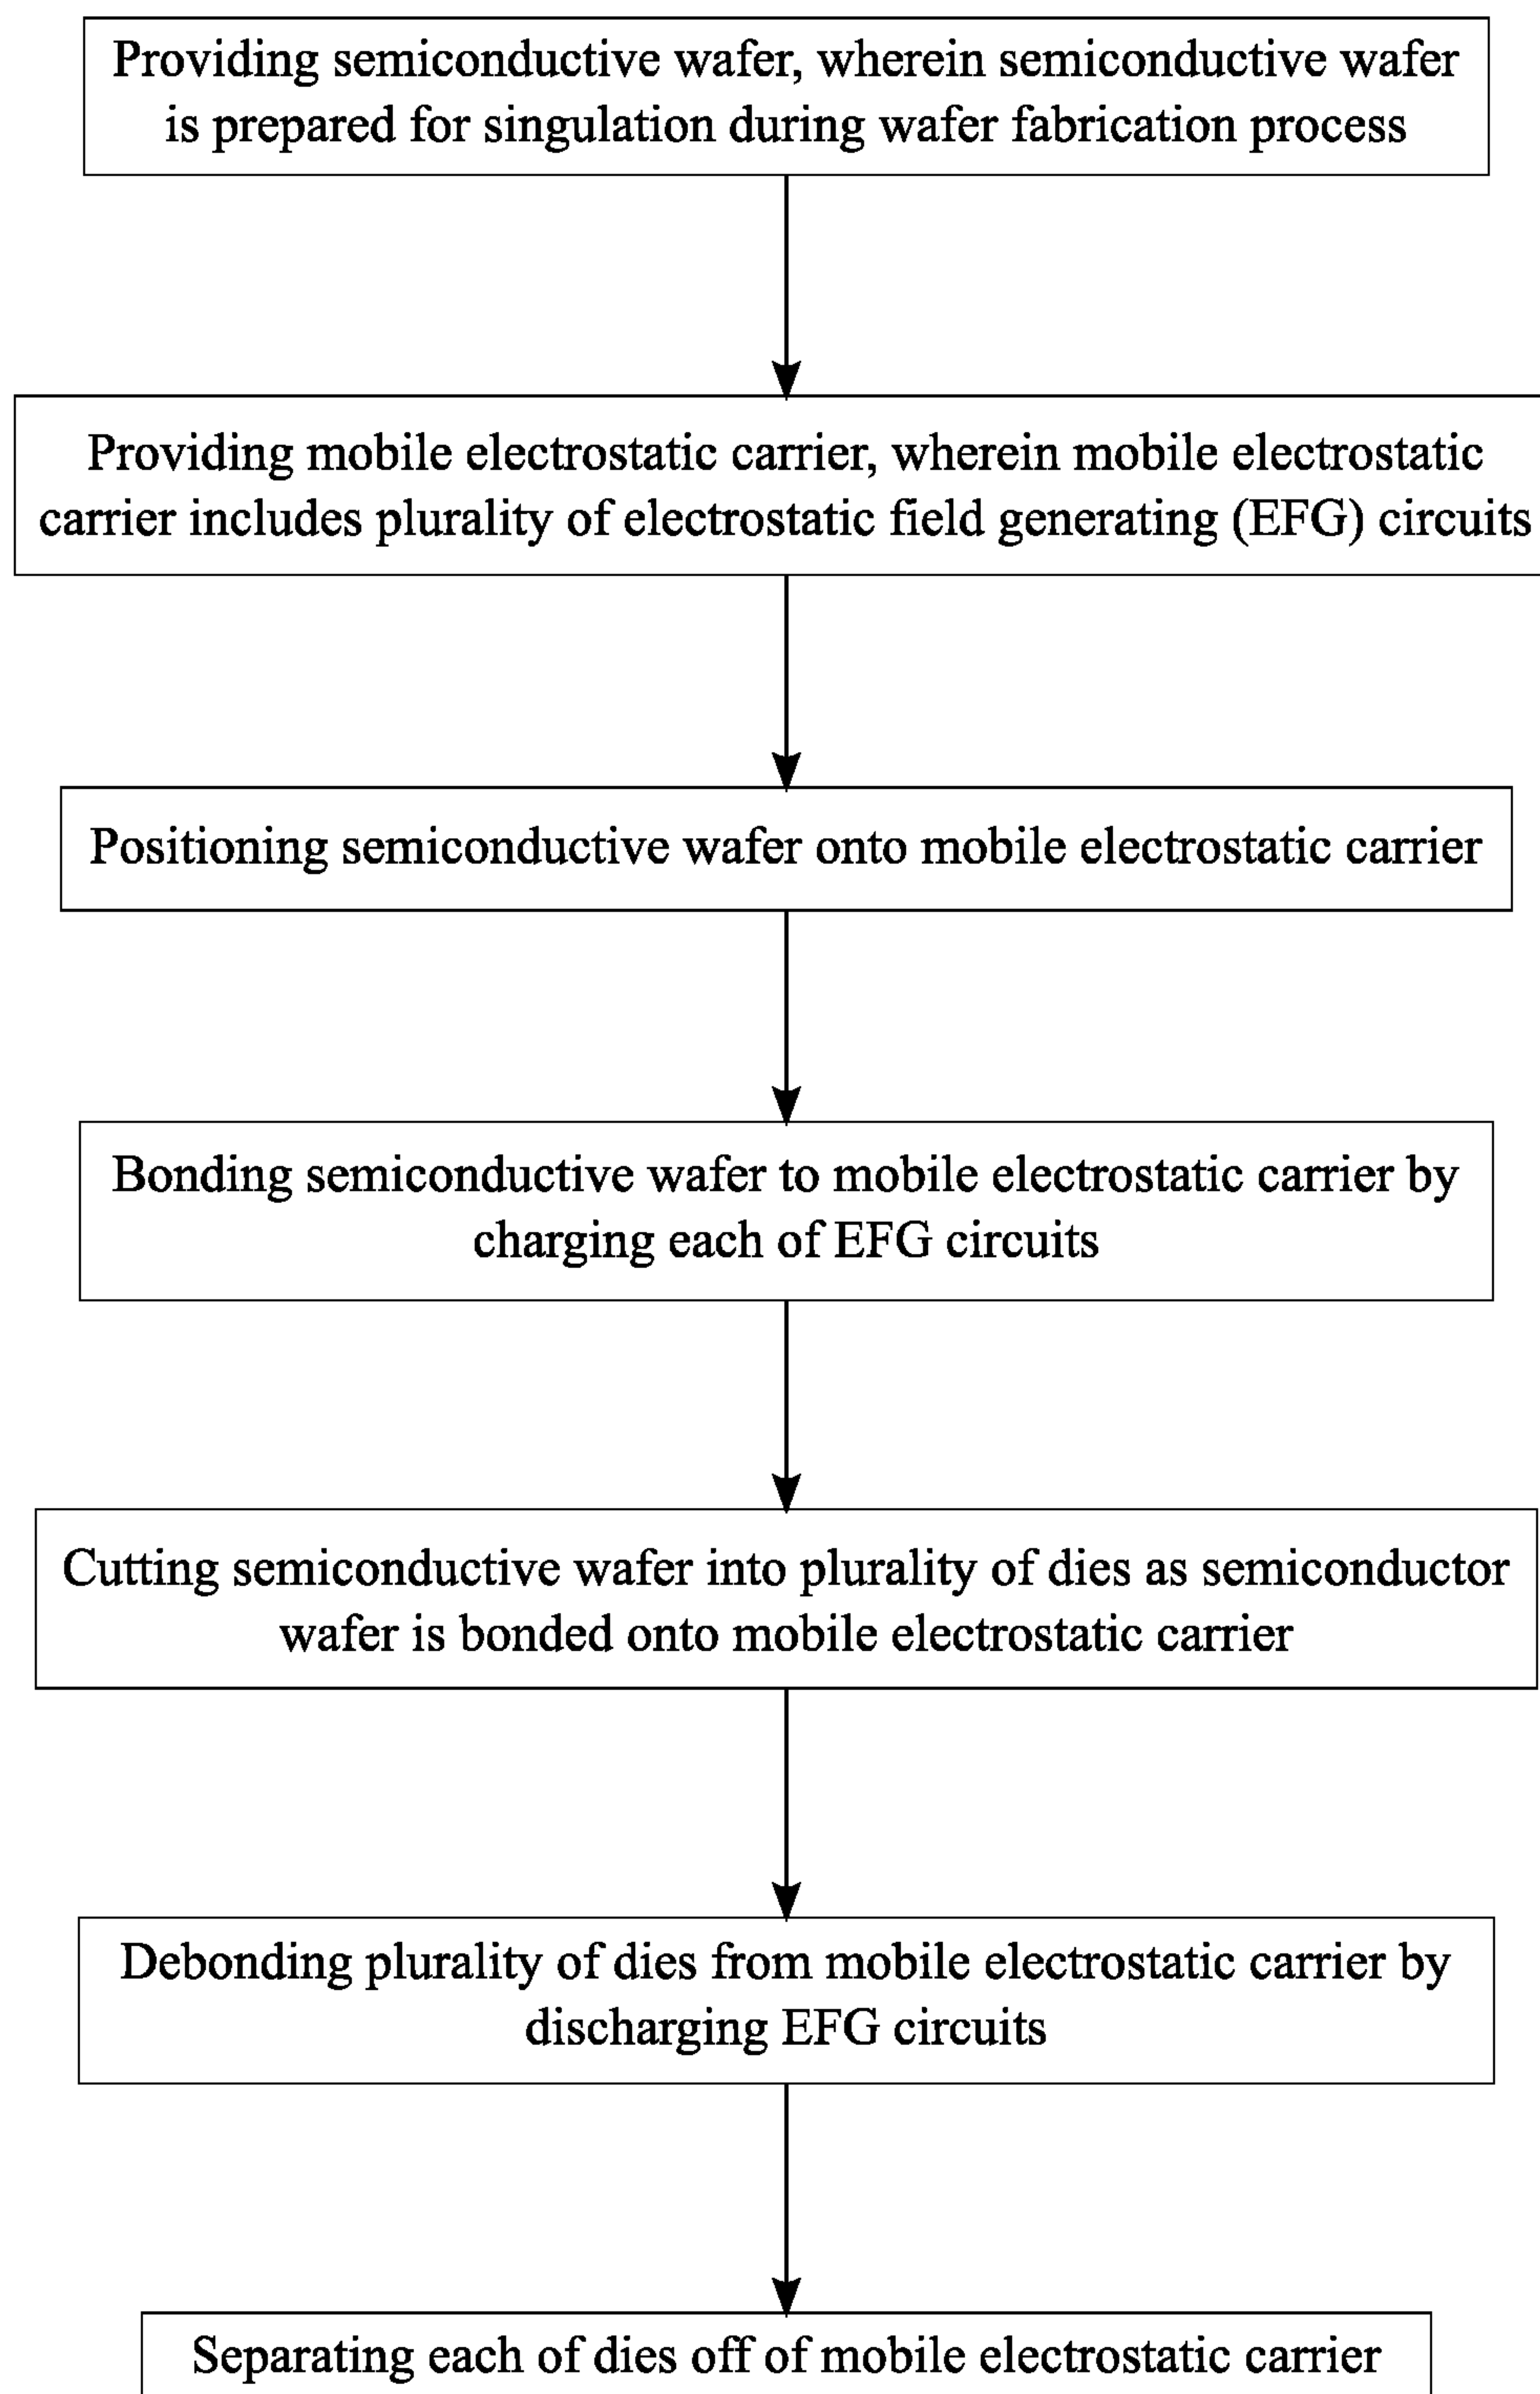 Providing semiconductive wafer, wherein semiconductive wafer
is prepared for singulation during wafer fabrication process
Providing mobile electrostatic carrier, wherein mobile electrostatic
carrier includes plurality of electrostatic field generating (EFG) circuits
Positioning semiconductive wafer onto mobile electrostatic carrier
Bonding semiconductive wafer to mobile electrostatic carrier by
charging each of EFG circuits
Cutting semiconductive wafer into plurality of dies as semiconductor
wafer is bonded onto mobile electrostatic carrier
Debonding plurality of dies from mobile electrostatic carrier by
discharging EFG circuits
Separating each of dies off of mobile electrostatic carrier